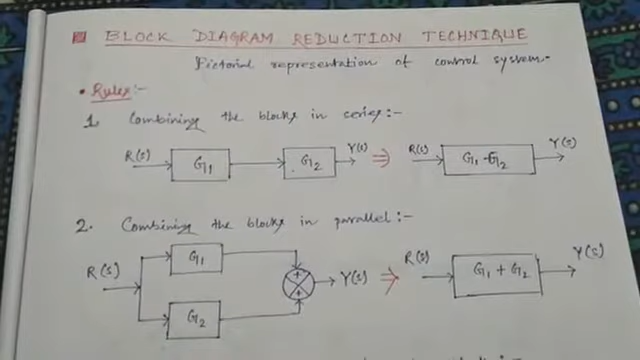 BLOCK DIAGRAM REDUCTION TECHNIQUE
Pictorial representation of control system:-
• Rules:-
1. Combining the blocks in series:-
R(s) G1 G2 Y(s) ⇒ R(s) G1·G2 Y(s)
2. Combining the blocks in parallel:-
R(s) G1 G2 + + Y(s) ⇒ R(s) G1 + G2 Y(s)